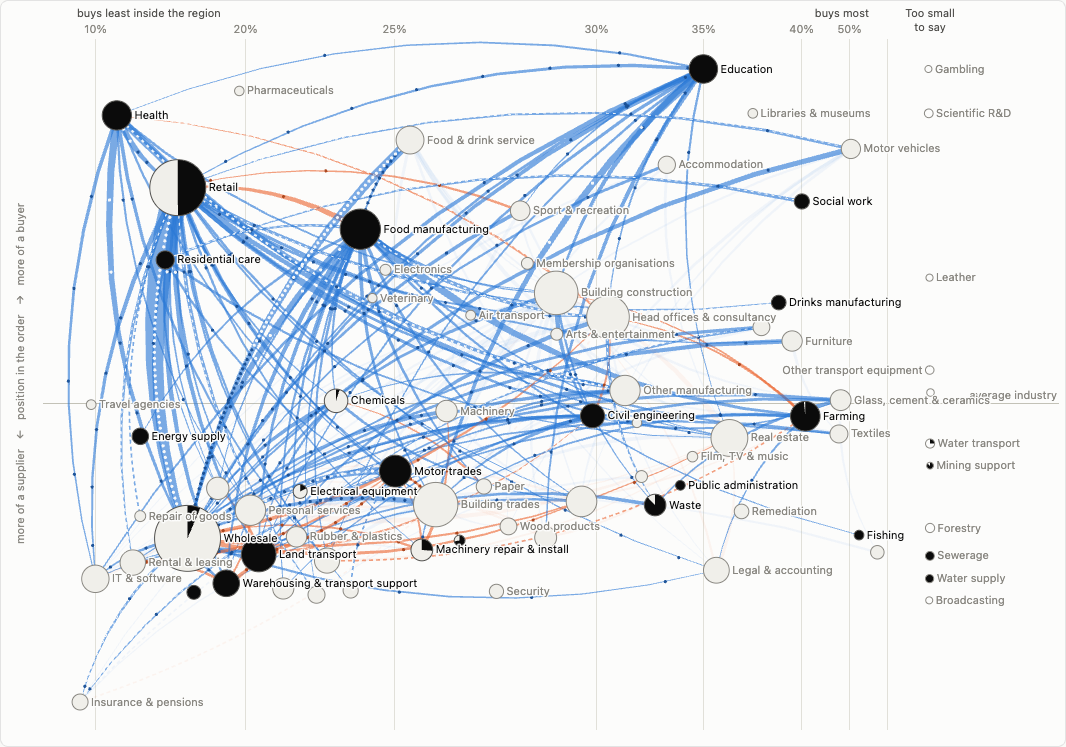 buys least inside the region
buys most
Too small
to say
10%
20%
25%
30%
35%
40%
50%
Education
Gambling
Pharmaceuticals
Health
Libraries & museums
Scientific R&D
Food & drink service
Motor vehicles
Accommodation
Retail
Social work
Sport & recreation
Food manufacturing
Residential care
Membership organisations
Electronics
Leather
Building construction
Veterinary
Drinks manufacturing
Air transport
Head offices & consultancy
Arts & entertainment
Furniture
Other transport equipment
Other manufacturing
average industry
Chemicals
Glass, cement & ceramics
Travel agencies
Machinery
Civil engineering
Farming
Energy supply
Real estate
Textiles
Water transport
Film, TV & music
Mining support
Motor trades
Public administration
Electrical equipment
Paper
Building trades
Waste
Personal services
Remediation
Repair of goods
Wood products
Forestry
Wholesale
Rubber & plastics
Fishing
Machinery repair & install
Land transport
Sewerage
Rental & leasing
Legal & accounting
IT & software
Water supply
Warehousing & transport support
Security
Broadcasting
Insurance & pensions
more of a supplier ← position in the order → more of a buyer